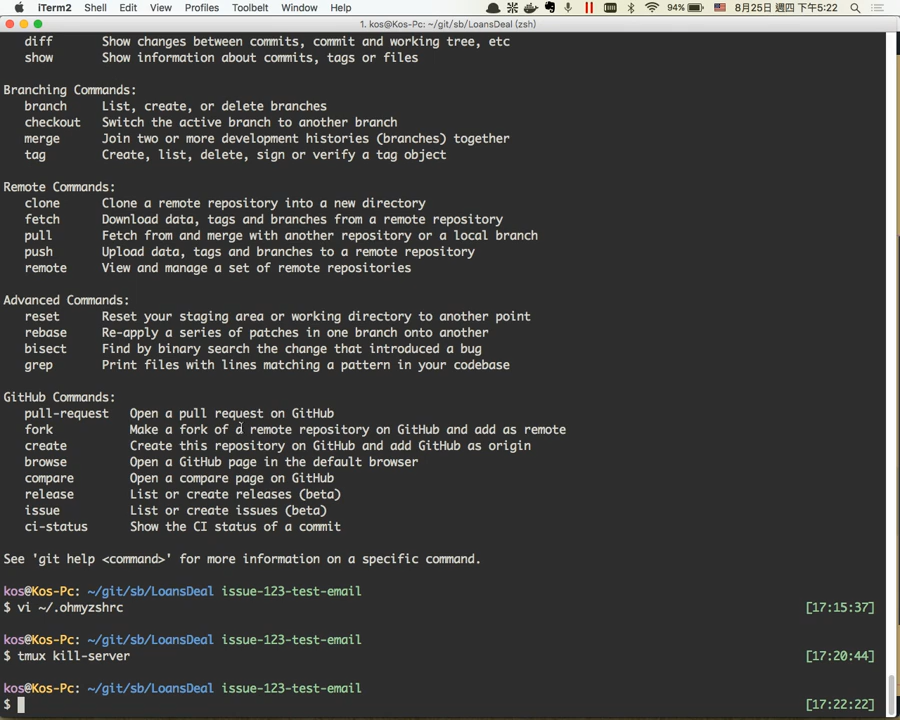 iTerm2 Shell Edit View Profiles Toolbelt Window Help 94% 8月25日 週四 下午5:22
1. kos@Kos-Pc: ~/git/sb/LoansDeal (zsh)
diff Show changes between commits, commit and working tree, etc
show Show information about commits, tags or files
Branching Commands:
branch List, create, or delete branches
checkout Switch the active branch to another branch
merge Join two or more development histories (branches) together
tag Create, list, delete, sign or verify a tag object
Remote Commands:
clone Clone a remote repository into a new directory
fetch Download data, tags and branches from a remote repository
pull Fetch from and merge with another repository or a local branch
push Upload data, tags and branches to a remote repository
remote View and manage a set of remote repositories
Advanced Commands:
reset Reset your staging area or working directory to another point
rebase Re-apply a series of patches in one branch onto another
bisect Find by binary search the change that introduced a bug
grep Print files with lines matching a pattern in your codebase
GitHub Commands:
pull-request Open a pull request on GitHub
fork Make a fork of a remote repository on GitHub and add as remote
create Create this repository on GitHub and add GitHub as origin
browse Open a GitHub page in the default browser
compare Open a compare page on GitHub
release List or create releases (beta)
issue List or create issues (beta)
ci-status Show the CI status of a commit
See 'git help <command>' for more information on a specific command.
kos@Kos-Pc: ~/git/sb/LoansDeal issue-123-test-email
$ vi ~/.ohmyzshrc [17:15:37]
kos@Kos-Pc: ~/git/sb/LoansDeal issue-123-test-email
$ tmux kill-server [17:20:44]
kos@Kos-Pc: ~/git/sb/LoansDeal issue-123-test-email
$ [17:22:22]